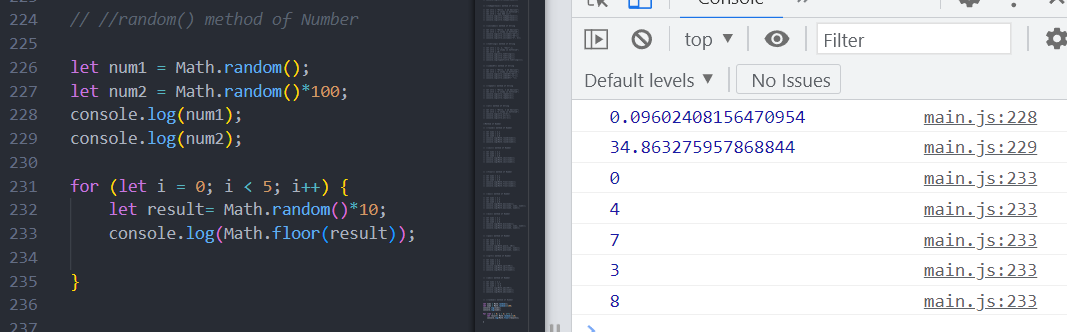 224 // //random() method of Number
225
226 let num1 = Math.random();
227 let num2 = Math.random()*100;
228 console.log(num1);
229 console.log(num2);
230
231 for (let i = 0; i < 5; i++) {
232 let result= Math.random()*10;
233 console.log(Math.floor(result));
234
235 }
236
top
Filter
Default levels
No Issues
0.09602408156470954 main.js:228
34.863275957868844 main.js:229
0 main.js:233
4 main.js:233
7 main.js:233
3 main.js:233
8 main.js:233